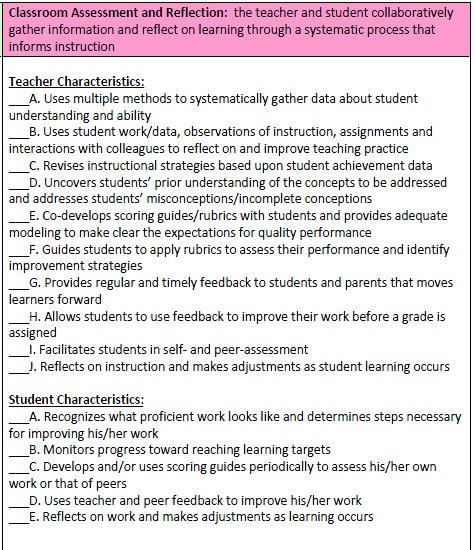 Classroom Assessment and Reflection: the teacher and student collaboratively
gather information and reflect on learning through a systematic process that
informs instruction
Teacher Characteristics:
___A. Uses multiple methods to systematically gather data about student
understanding and ability
___B. Uses student work/data, observations of instruction, assignments and
interactions with colleagues to reflect on and improve teaching practice
___C. Revises instructional strategies based upon student achievement data
___D. Uncovers students’ prior understanding of the concepts to be addressed
and addresses students’ misconceptions/incomplete conceptions
___E. Co-develops scoring guides/rubrics with students and provides adequate
modeling to make clear the expectations for quality performance
___F. Guides students to apply rubrics to assess their performance and identify
improvement strategies
___G. Provides regular and timely feedback to students and parents that moves
learners forward
___H. Allows students to use feedback to improve their work before a grade is
assigned
___I. Facilitates students in self- and peer-assessment
___J. Reflects on instruction and makes adjustments as student learning occurs
Student Characteristics:
___A. Recognizes what proficient work looks like and determines steps necessary
for improving his/her work
___B. Monitors progress toward reaching learning targets
___C. Develops and/or uses scoring guides periodically to assess his/her own
work or that of peers
___D. Uses teacher and peer feedback to improve his/her work
___E. Reflects on work and makes adjustments as learning occurs